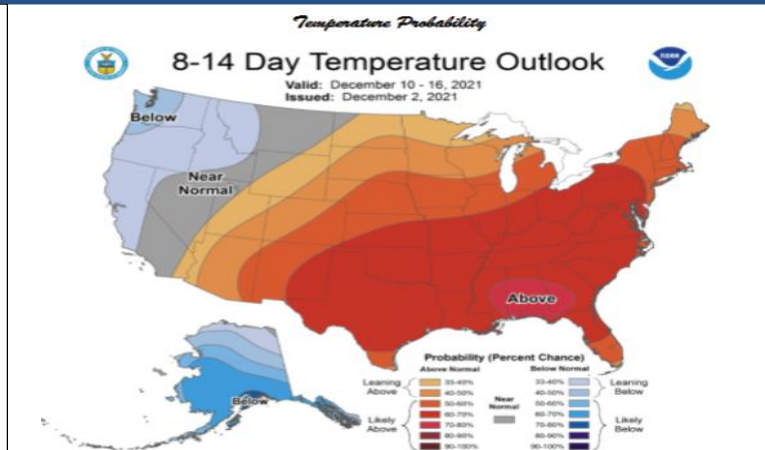 Temperature Probability
8-14 Day Temperature Outlook
Valid: December 10 - 16, 2021
Issued: December 2, 2021
NOAA
Below
Near
Normal
Above
Below
Probability (Percent Chance)
Above Normal
Below Normal
Leaning
Above
33-40%
40-50%
Near
Normal
33-40%
40-50%
Leaning
Below
Likely
Above
50-60%
60-70%
70-80%
80-90%
90-100%
50-60%
60-70%
70-80%
80-90%
90-100%
Likely
Below